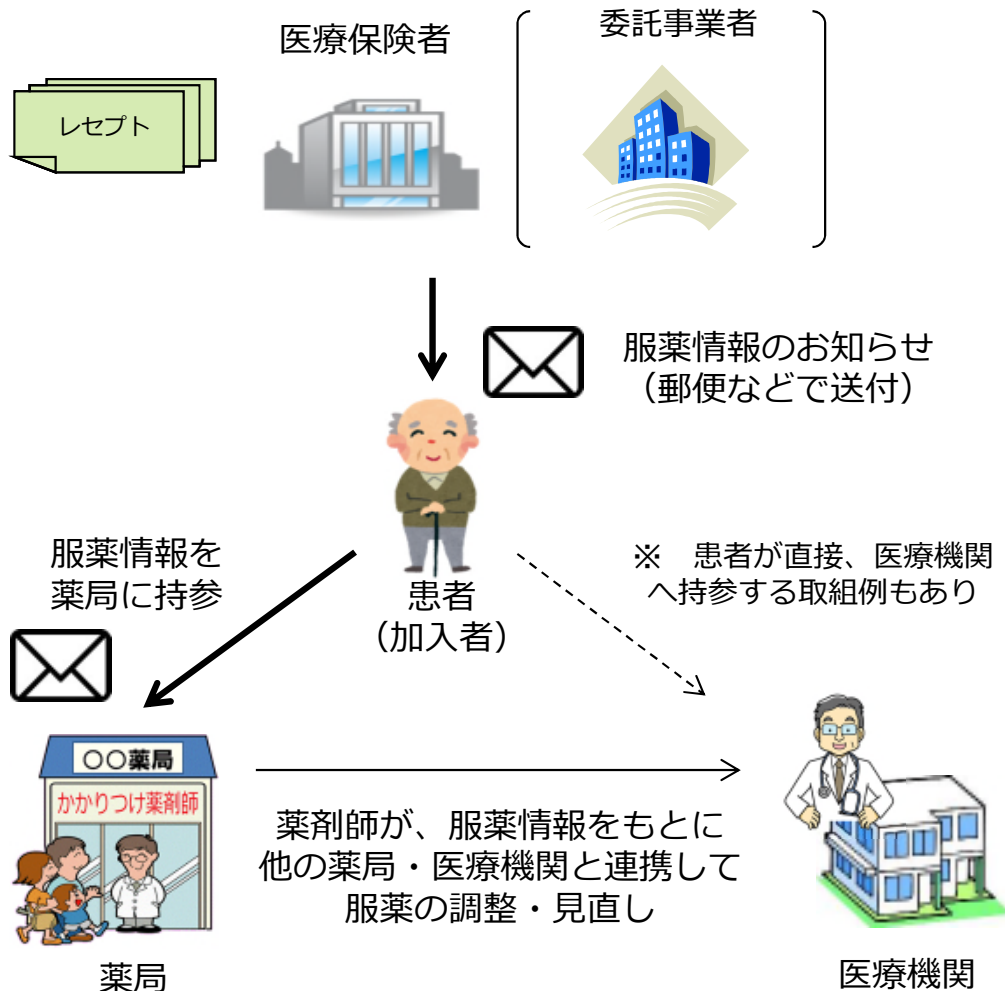 医療保険者
委託事業者
レセプト
服薬情報のお知らせ
（郵便などで送付）
服薬情報を
薬局に持参
※　患者が直接、医療機関
へ持参する取組例もあり
患者
（加入者）
〇〇薬局
かかりつけ薬剤師
薬剤師が、服薬情報をもとに
他の薬局・医療機関と連携して
服薬の調整・見直し
薬局
医療機関